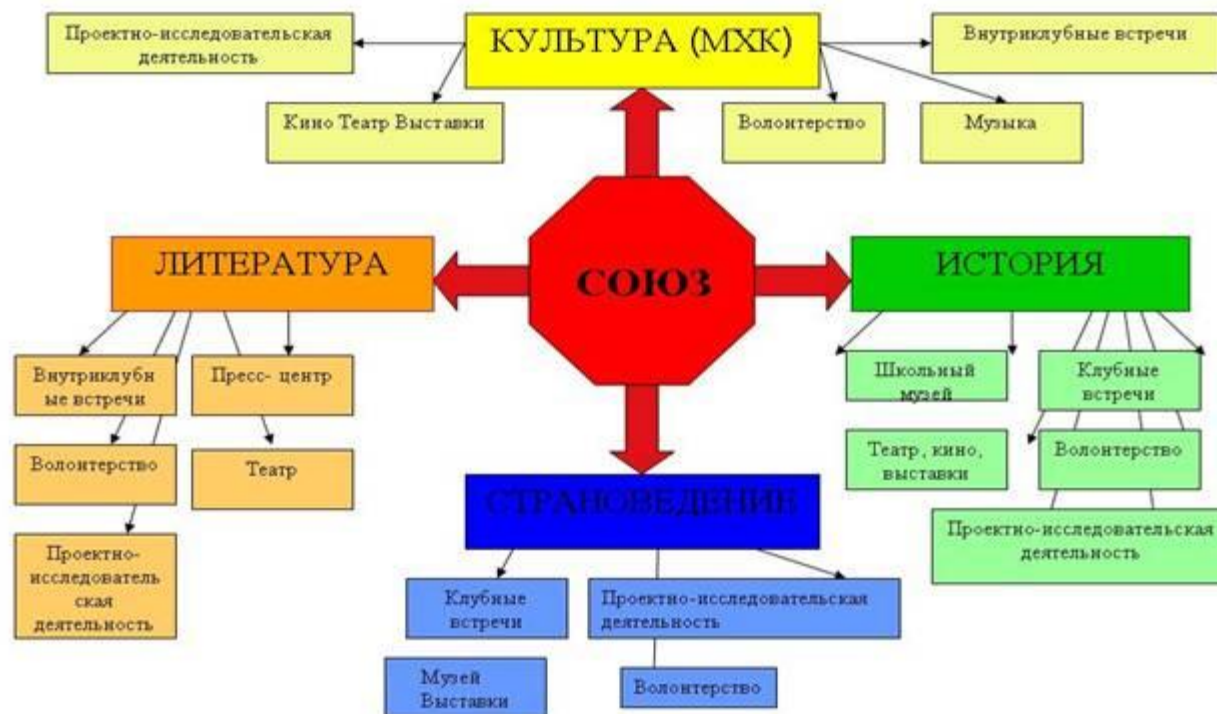 КУЛЬТУРА (МХК)
Проектно-исследовательская
деятельность
Внутриклубные встречи
Кино Театр Выставки
Волонтерство
Музыка
СОЮЗ
ЛИТЕРАТУРА
Внутриклубн
ые встречи
Пресс- центр
Волонтерство
Театр
Проектно-
исследователь
ская
деятельность
ИСТОРИЯ
Школьный
музей
Клубные
встречи
Театр, кино,
выставки
Волонтерство
Проектно-исследовательская
деятельность
СТРАНОВЕДЕНИЕ
Клубные
встречи
Проектно-исследовательская
деятельность
Музей
Выставки
Волонтерство